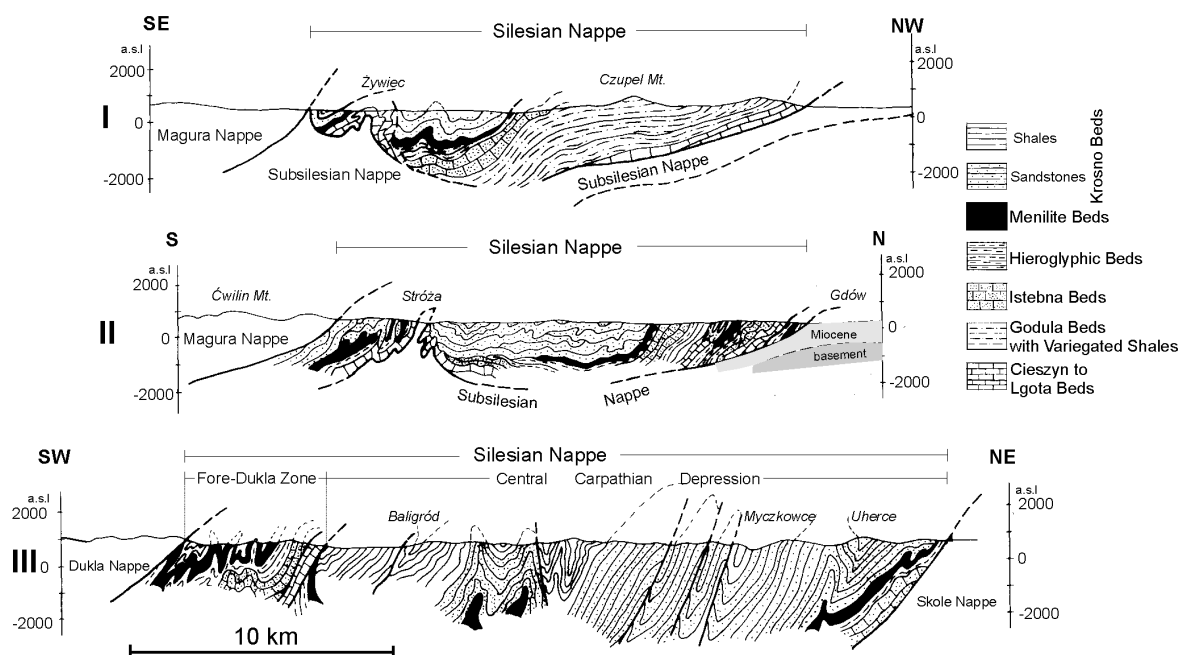 SE
Silesian Nappe
NW
a.s.l
a.s.l
2000
0
-2000
2000
0
-2000
I
Żywiec
Czupel Mt.
Magura Nappe
Subsilesian Nappe
Subsilesian Nappe
S
Silesian Nappe
N
a.s.l
a.s.l
2000
0
-2000
2000
0
-2000
II
Ćwilin Mt.
Stróża
Gdów
Magura Nappe
Miocene
basement
Subsilesian
Nappe
SW
Silesian Nappe
NE
Fore-Dukla Zone
Central Carpathian Depression
a.s.l
a.s.l
2000
0
-2000
2000
0
-2000
III
Baligród
Myczkowce
Uherce
Dukla Nappe
Skole Nappe
10 km
Shales
Sandstones
Krosno Beds
Menilite Beds
Hieroglyphic Beds
Istebna Beds
Godula Beds
with Variegated Shales
Cieszyn to
Lgota Beds